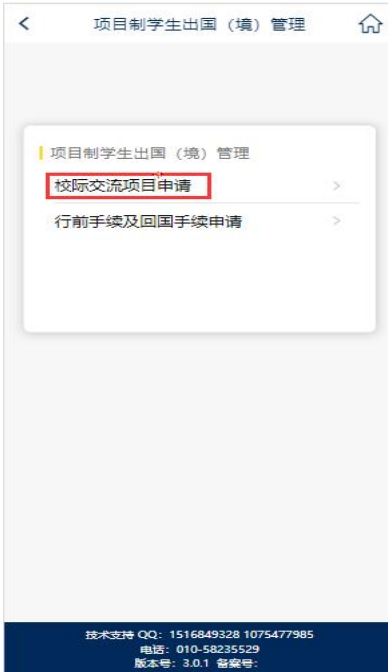 项目制学生出国（境）管理
项目制学生出国（境）管理
校际交流项目申请
行前手续及回国手续申请
技术支持 QQ：1516849328 1075477985
电话：010-58235529
版本号：3.0.1 备案号：